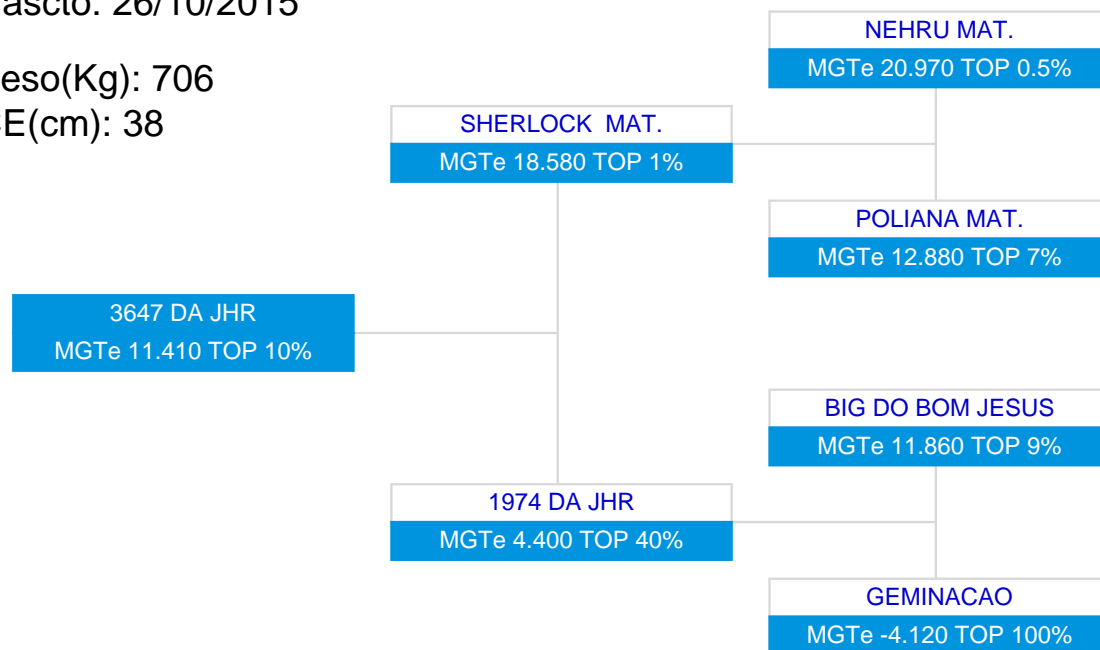 ascto: 26/10/2015
eso(Kg): 706
E(cm): 38
NEHRU MAT.
MGTe 20.970 TOP 0.5%
SHERLOCK MAT.
MGTe 18.580 TOP 1%
POLIANA MAT.
MGTe 12.880 TOP 7%
3647 DA JHR
MGTe 11.410 TOP 10%
BIG DO BOM JESUS
MGTe 11.860 TOP 9%
1974 DA JHR
MGTe 4.400 TOP 40%
GEMINACAO
MGTe -4.120 TOP 100%